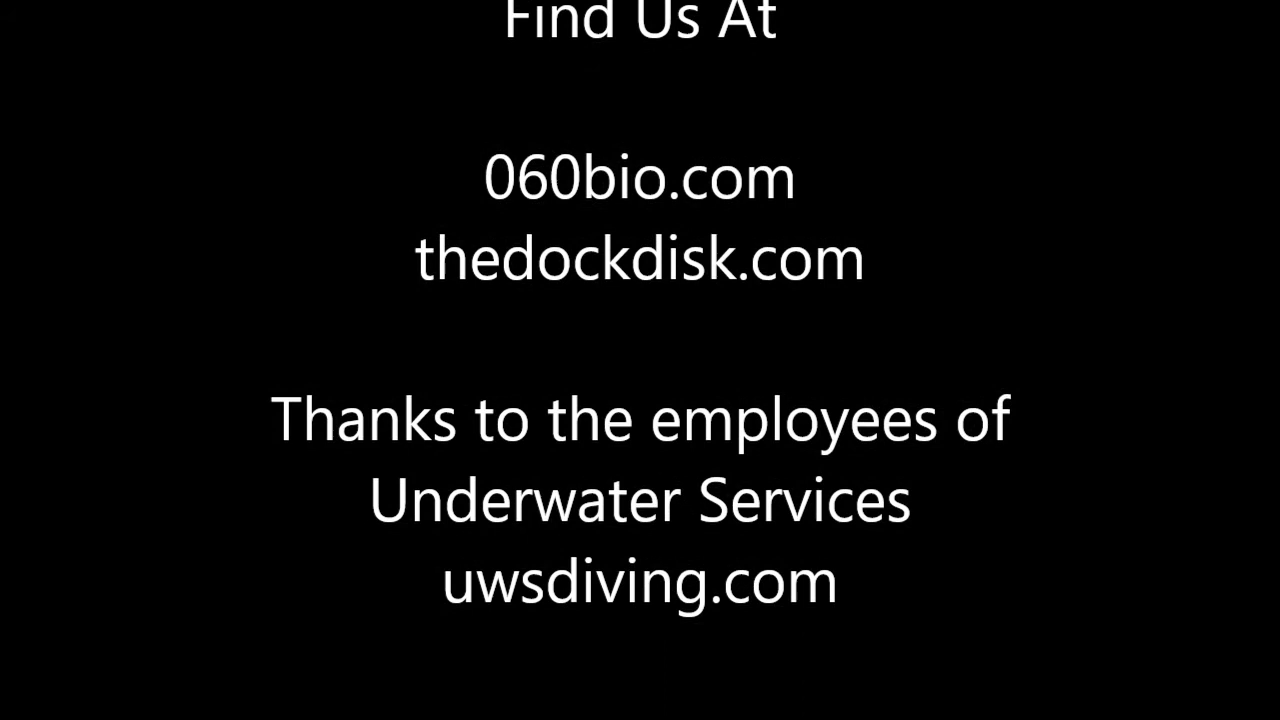 Find Us At
060bio.com
thedockdisk.com
Thanks to the employees of
Underwater Services
uwsdiving.com